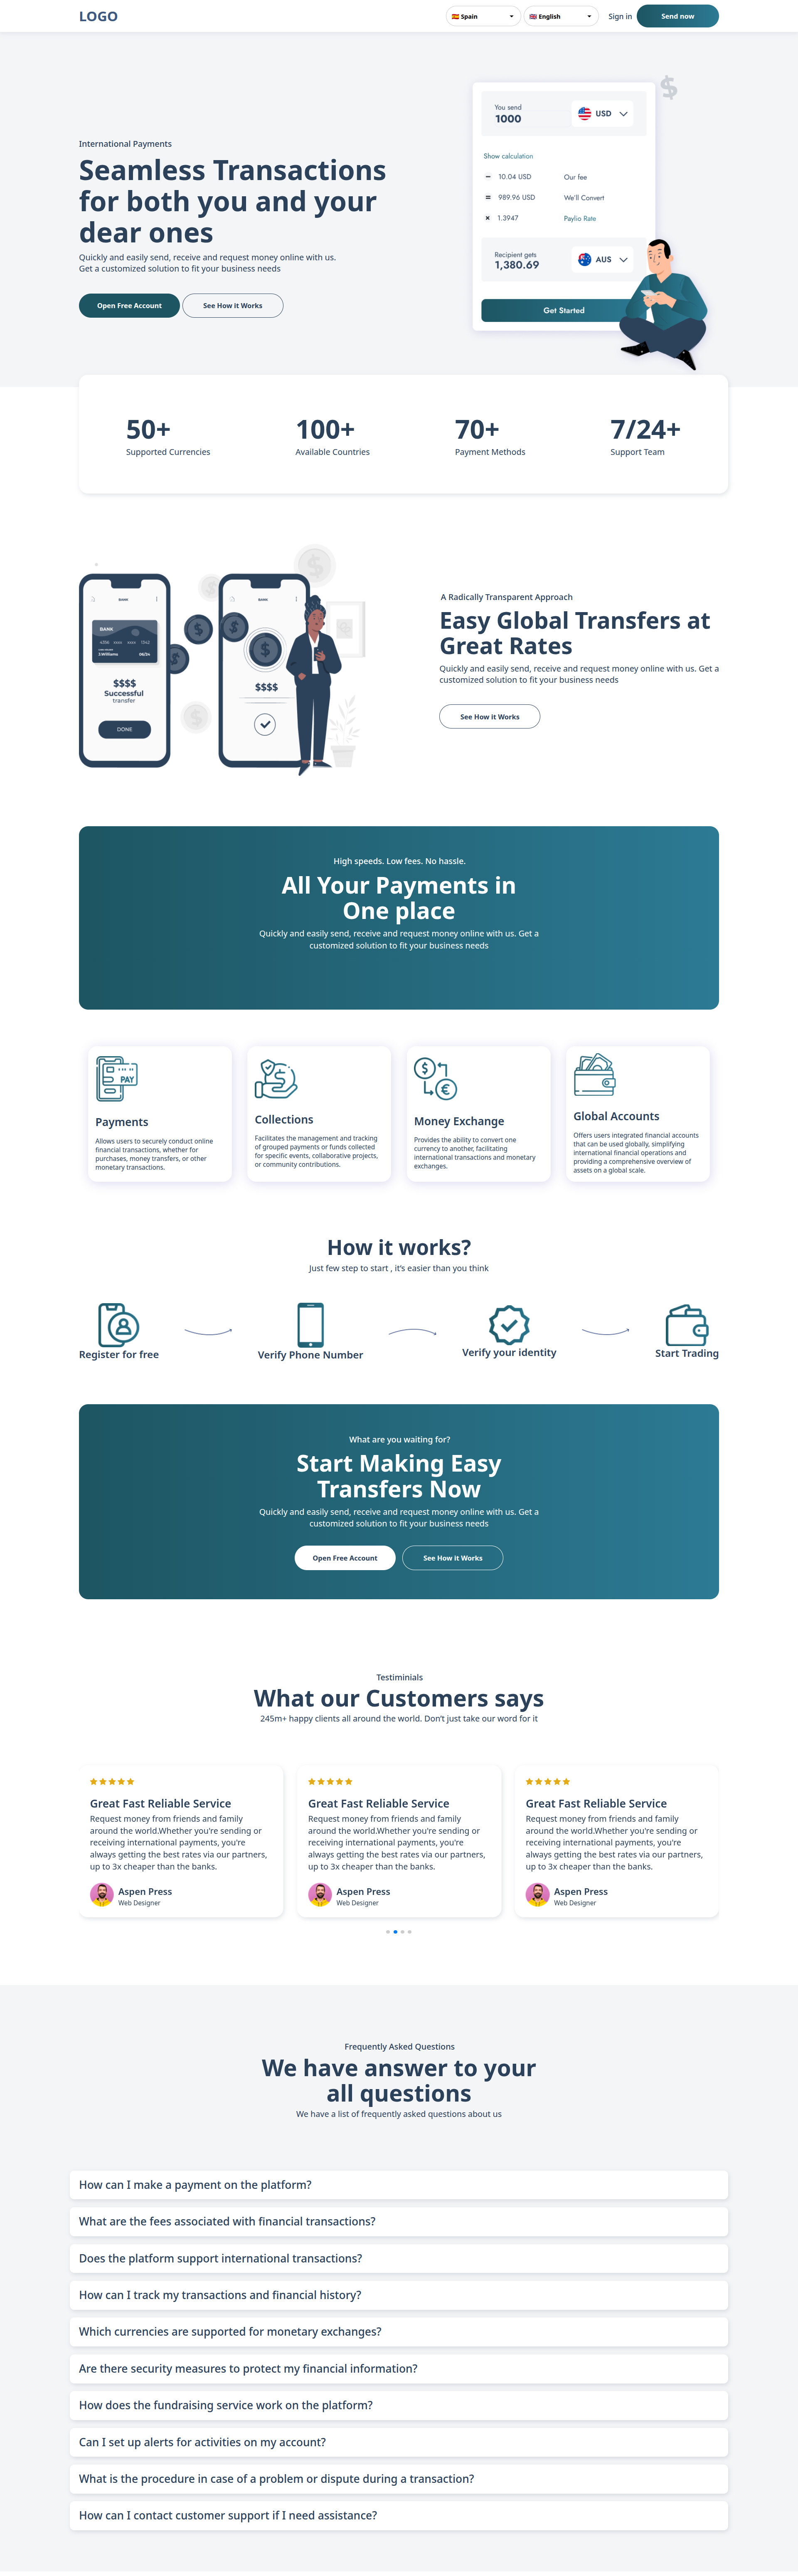 LOGO
Spain
English
Sign in
Send now
International Payments
Seamless Transactions
for both you and your
dear ones
Quickly and easily send, receive and request money online with us.
Get a customized solution to fit your business needs
Open Free Account
See How it Works
You send
1000
USD
Show calculation
10.04 USD
Our fee
989.96 USD
We'll Convert
1.3947
Paylio Rate
Recipient gets
1,380.69
AUS
Get Started
50+
Supported Currencies
100+
Available Countries
70+
Payment Methods
7/24+
Support Team
BANK
BANK
$$$$
Successful
transfer
DONE
BANK
$$$$
A Radically Transparent Approach
Easy Global Transfers at
Great Rates
Quickly and easily send, receive and request money online with us. Get a
customized solution to fit your business needs
See How it Works
High speeds. Low fees. No hassle.
All Your Payments in
One place
Quickly and easily send, receive and request money online with us. Get a
customized solution to fit your business needs
PAY
Payments
Allows users to securely conduct online
financial transactions, whether for
purchases, money transfers, or other
monetary transactions.
Collections
Facilitates the management and tracking
of grouped payments or funds collected
for specific events, collaborative projects,
or community contributions.
Money Exchange
Provides the ability to convert one
currency to another, facilitating
international transactions and monetary
exchanges.
Global Accounts
Offers users integrated financial accounts
that can be used globally, simplifying
international financial operations and
providing a comprehensive overview of
assets on a global scale.
How it works?
Just few step to start , it's easier than you think
Register for free
Verify Phone Number
Verify your identity
Start Trading
What are you waiting for?
Start Making Easy
Transfers Now
Quickly and easily send, receive and request money online with us. Get a
customized solution to fit your business needs
Open Free Account
See How it Works
Testiminials
What our Customers says
245m+ happy clients all around the world. Don't just take our word for it
Great Fast Reliable Service
Request money from friends and family
around the world.Whether you're sending or
receiving international payments, you're
always getting the best rates via our partners,
up to 3x cheaper than the banks.
Aspen Press
Web Designer
Great Fast Reliable Service
Request money from friends and family
around the world.Whether you're sending or
receiving international payments, you're
always getting the best rates via our partners,
up to 3x cheaper than the banks.
Aspen Press
Web Designer
Great Fast Reliable Service
Request money from friends and family
around the world.Whether you're sending or
receiving international payments, you're
always getting the best rates via our partners,
up to 3x cheaper than the banks.
Aspen Press
Web Designer
Frequently Asked Questions
We have answer to your
all questions
We have a list of frequently asked questions about us
How can I make a payment on the platform?
What are the fees associated with financial transactions?
Does the platform support international transactions?
How can I track my transactions and financial history?
Which currencies are supported for monetary exchanges?
Are there security measures to protect my financial information?
How does the fundraising service work on the platform?
Can I set up alerts for activities on my account?
What is the procedure in case of a problem or dispute during a transaction?
How can I contact customer support if I need assistance?